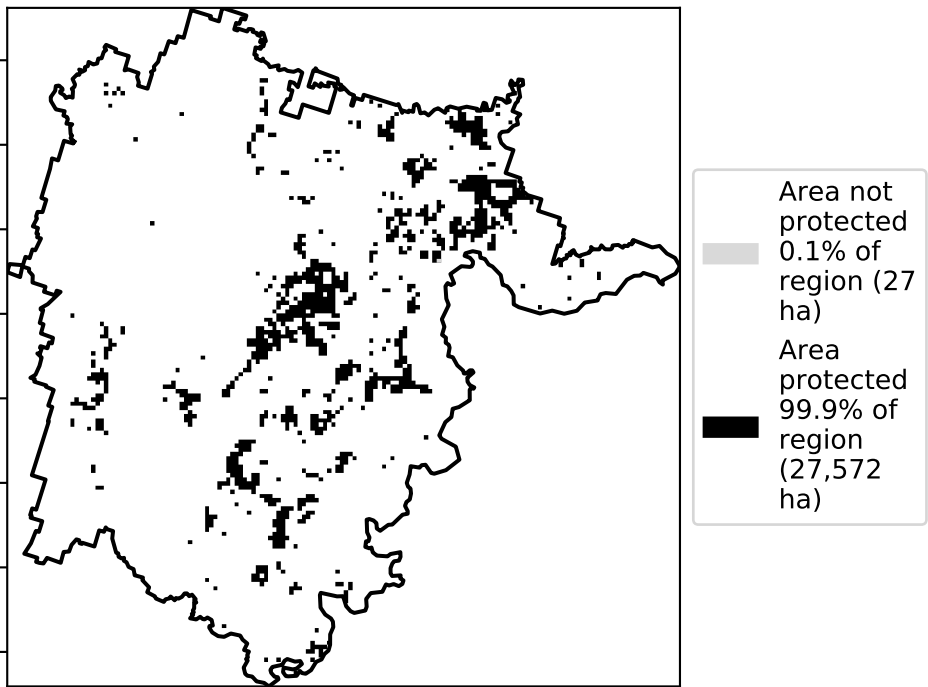 Area not
protected
0.1% of
region (27
ha)
Area
protected
99.9% of
region
(27,572
ha)